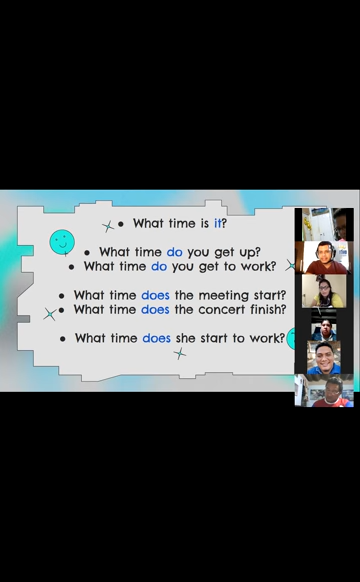 • What time is it?
• What time do you get up?
• What time do you get to work?
• What time does the meeting start?
• What time does the concert finish?
• What time does she start to work?